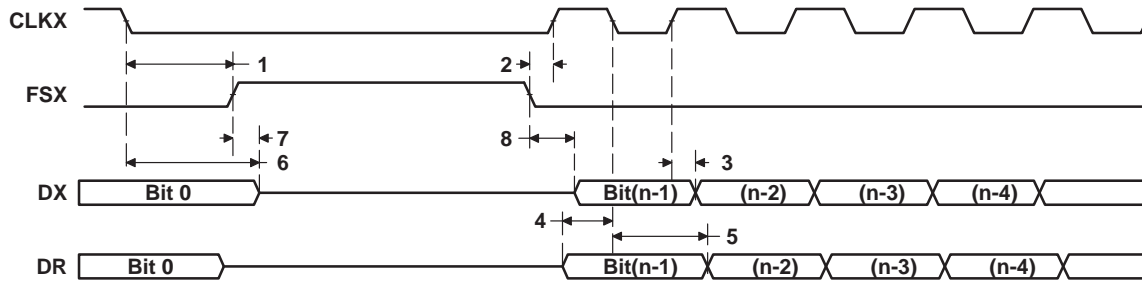 CLKX
1
2
FSX
7
8
6
3
DX
Bit 0
Bit(n-1)
(n-2)
(n-3)
(n-4)
4
5
DR
Bit 0
Bit(n-1)
(n-2)
(n-3)
(n-4)